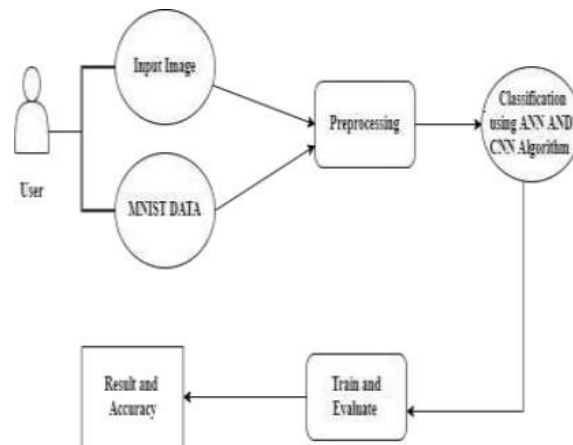 Input Image
User
MNIST DATA
Preprocessing
Classification
using ANN AND
CNN Algorithm
Train and
Evaluate
Result and
Accuracy